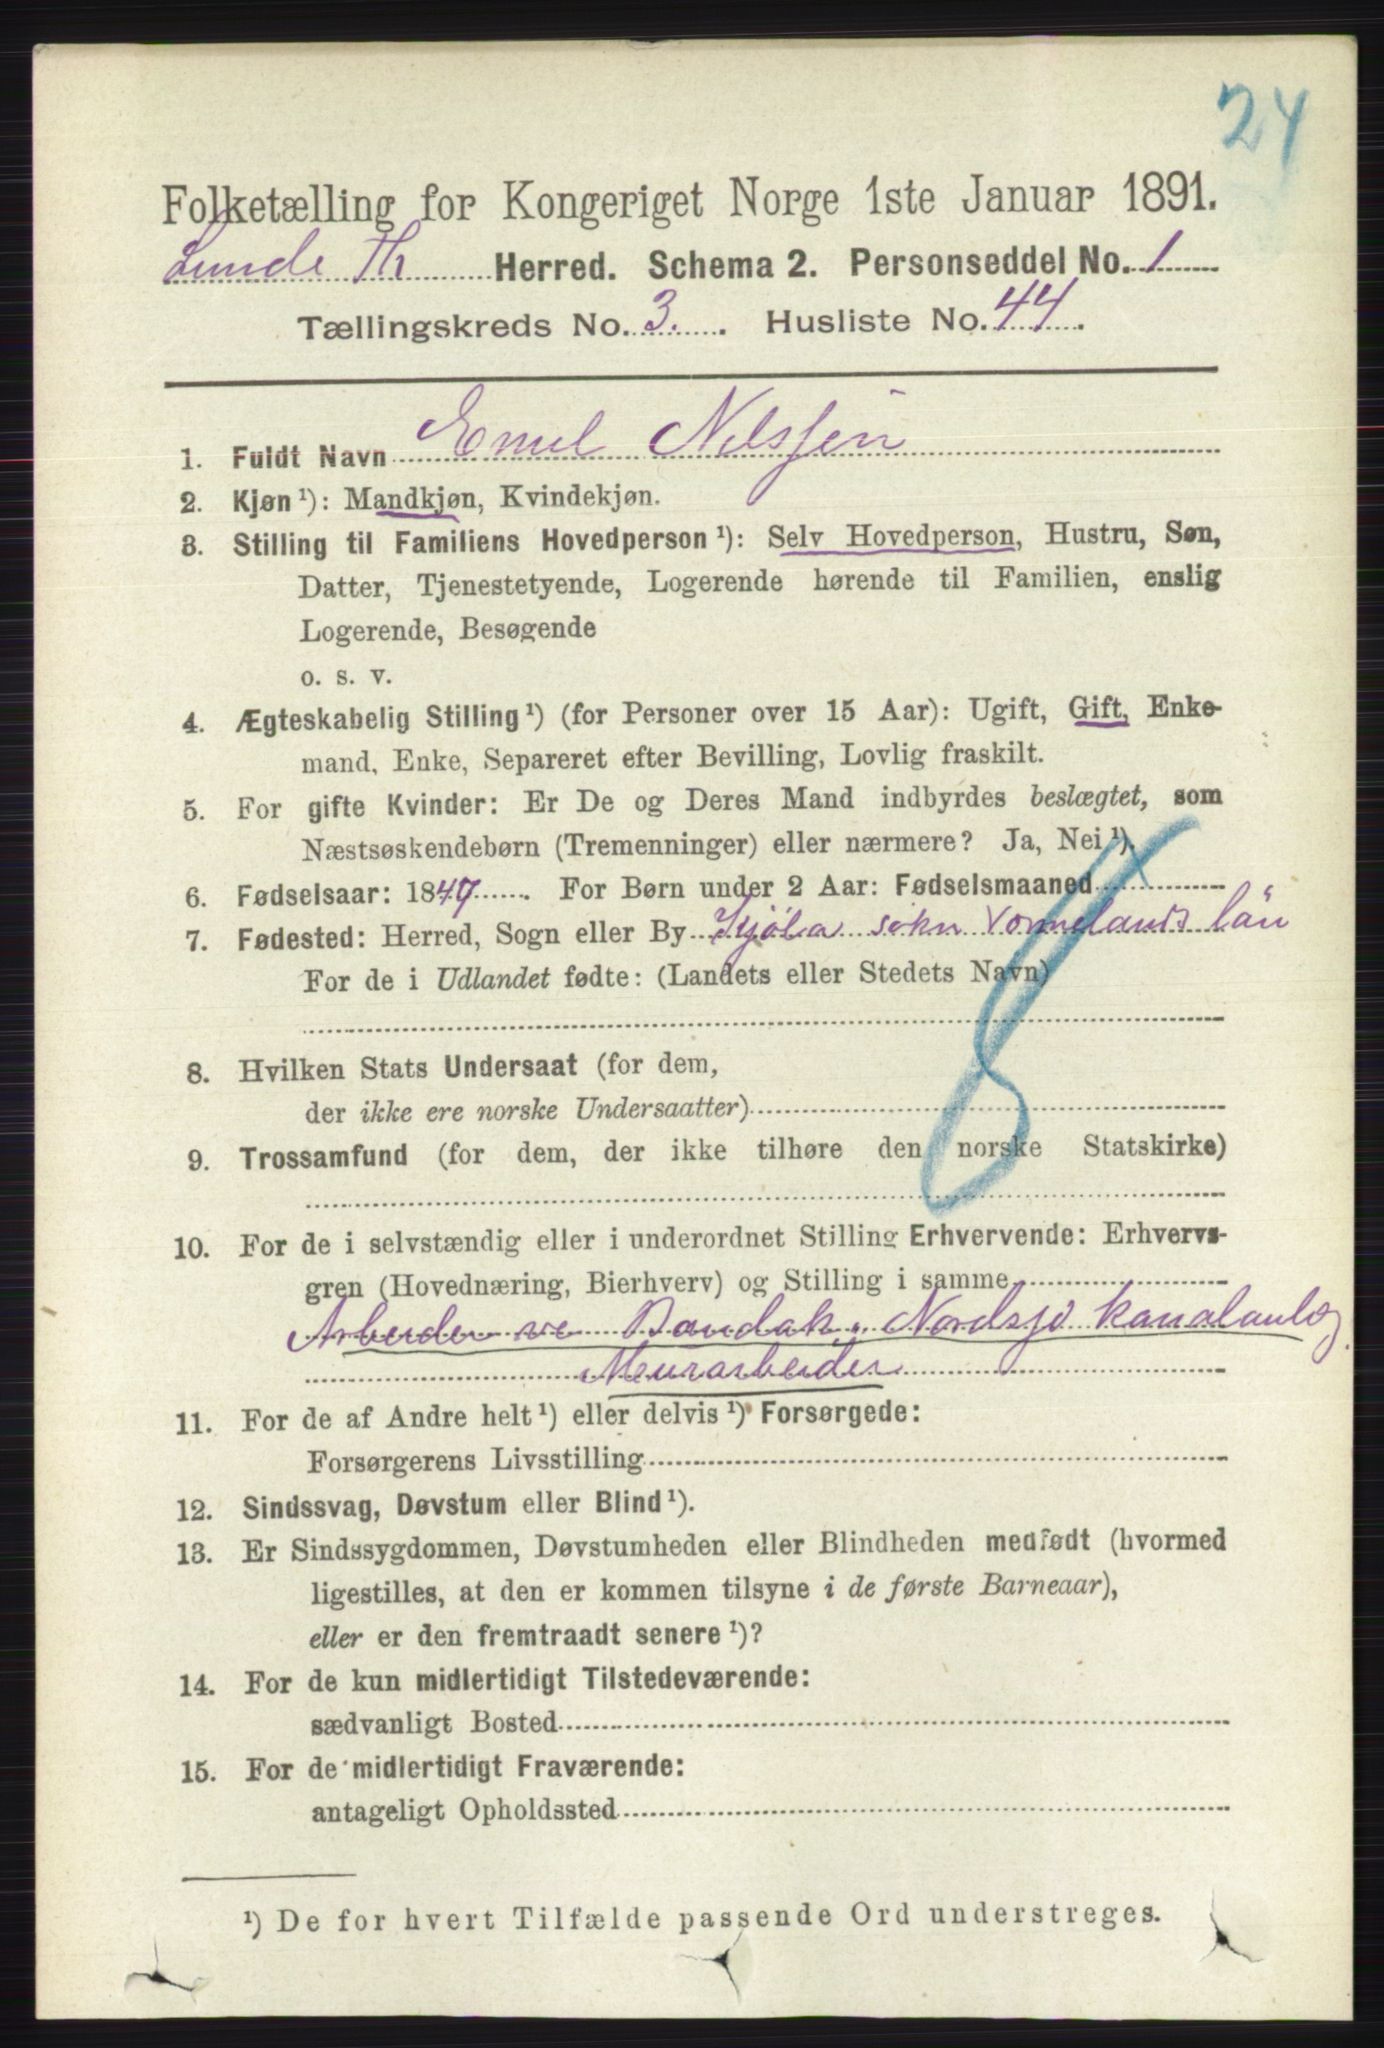 24
Folketælling for Kongeriget Norge 1ste Januar 1891.
Lunde Th Herred. Schema 2. Personseddel No. 1
Tællingskreds No. 3. Husliste No. 44.
1. Fuldt Navn Emil Nilssen
2. Kjøn ¹): Mandkjøn, Kvindekjøn.
3. Stilling til Familiens Hovedperson ¹): Selv Hovedperson, Hustru, Søn,
Datter, Tjenestetyende, Logerende hørende til Familien, enslig
Logerende, Besøgende
o. s. v.
4. Ægteskabelig Stilling ¹) (for Personer over 15 Aar): Ugift, Gift, Enke-
mand, Enke, Separeret efter Bevilling, Lovlig fraskilt.
5. For gifte Kvinder: Er De og Deres Mand indbyrdes beslægtet, som
Næstsøskendebørn (Tremenninger) eller nærmere? Ja, Nei ¹).
6. Fødselsaar: 1847. For Børn under 2 Aar: Fødselsmaaned
7. Fødested: Herred, Sogn eller By sokn län
For de i Udlandet fødte: (Landets eller Stedets Navn)
8. Hvilken Stats Undersaat (for dem,
der ikke ere norske Undersaatter)
9. Trossamfund (for dem, der ikke tilhøre den norske Statskirke)
10. For de i selvstændig eller i underordnet Stilling Erhvervende: Erhvervs-
gren (Hovednæring, Bierhverv) og Stilling i samme
Arbeider ve Bandak. Nordsjö kanalanlæg.
Murarbeider
11. For de af Andre helt ¹) eller delvis ¹) Forsørgede:
Forsørgerens Livsstilling
12. Sindssvag, Døvstum eller Blind ¹).
13. Er Sindssygdommen, Døvstumheden eller Blindheden medfødt (hvormed
ligestilles, at den er kommen tilsyne i de første Barneaar),
eller er den fremtraadt senere ¹)?
14. For de kun midlertidigt Tilstedeværende:
sædvanligt Bosted
15. For de midlertidigt Fraværende:
antageligt Opholdssted
¹) De for hvert Tilfælde passende Ord understreges.